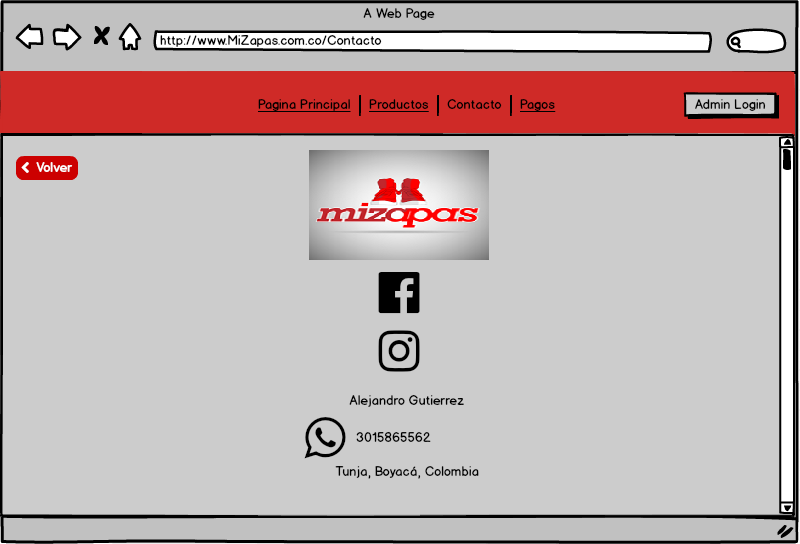 A Web Page
http://www.MiZapas.com.co/Contacto
Pagina Principal Productos Contacto Pagos Admin Login
Volver
mizapas
Alejandro Gutierrez
3015865562
Tunja, Boyacá, Colombia